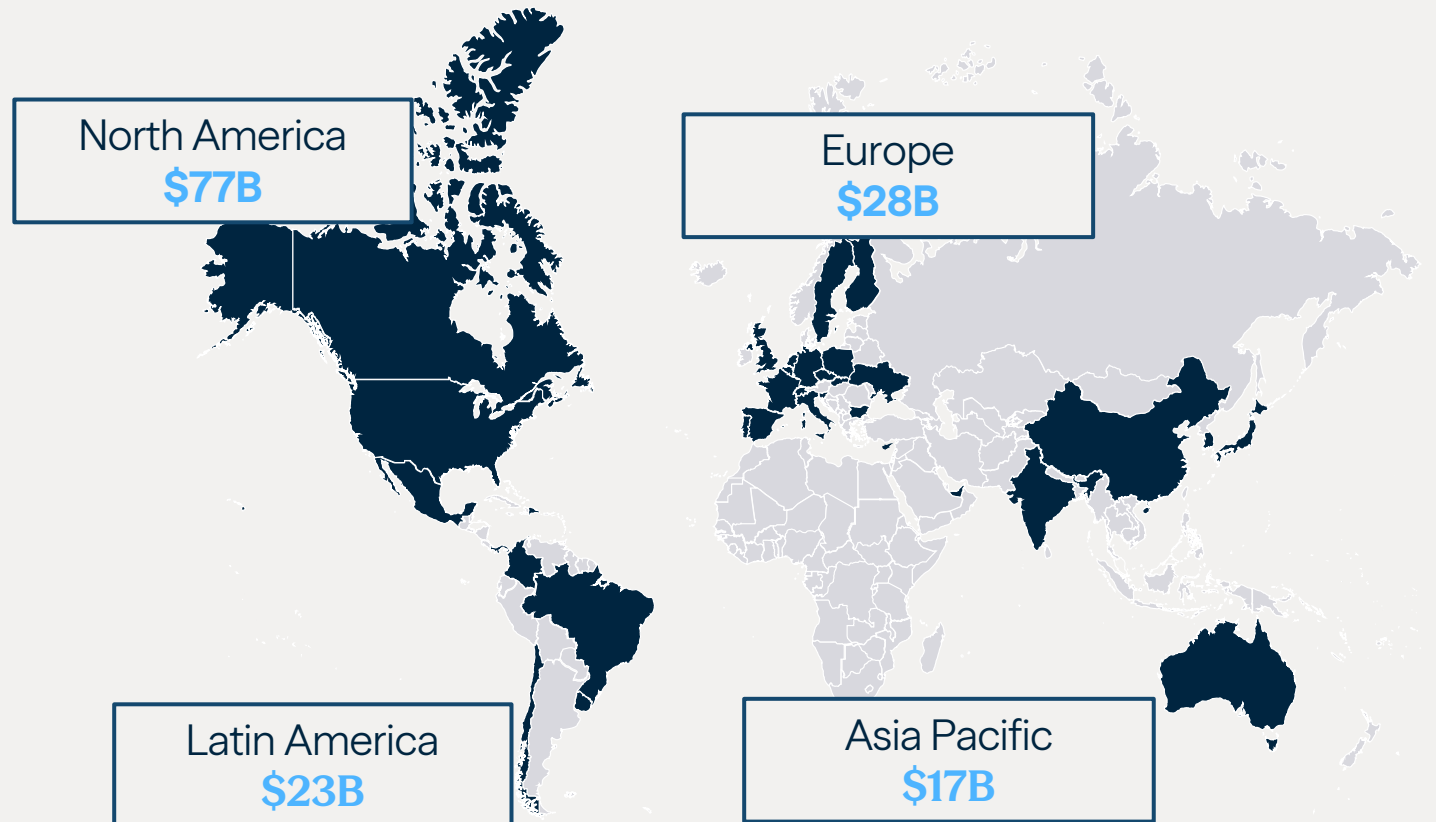 North America
$77B
Europe
$28B
Latin America
$23B
Asia Pacific
$17B